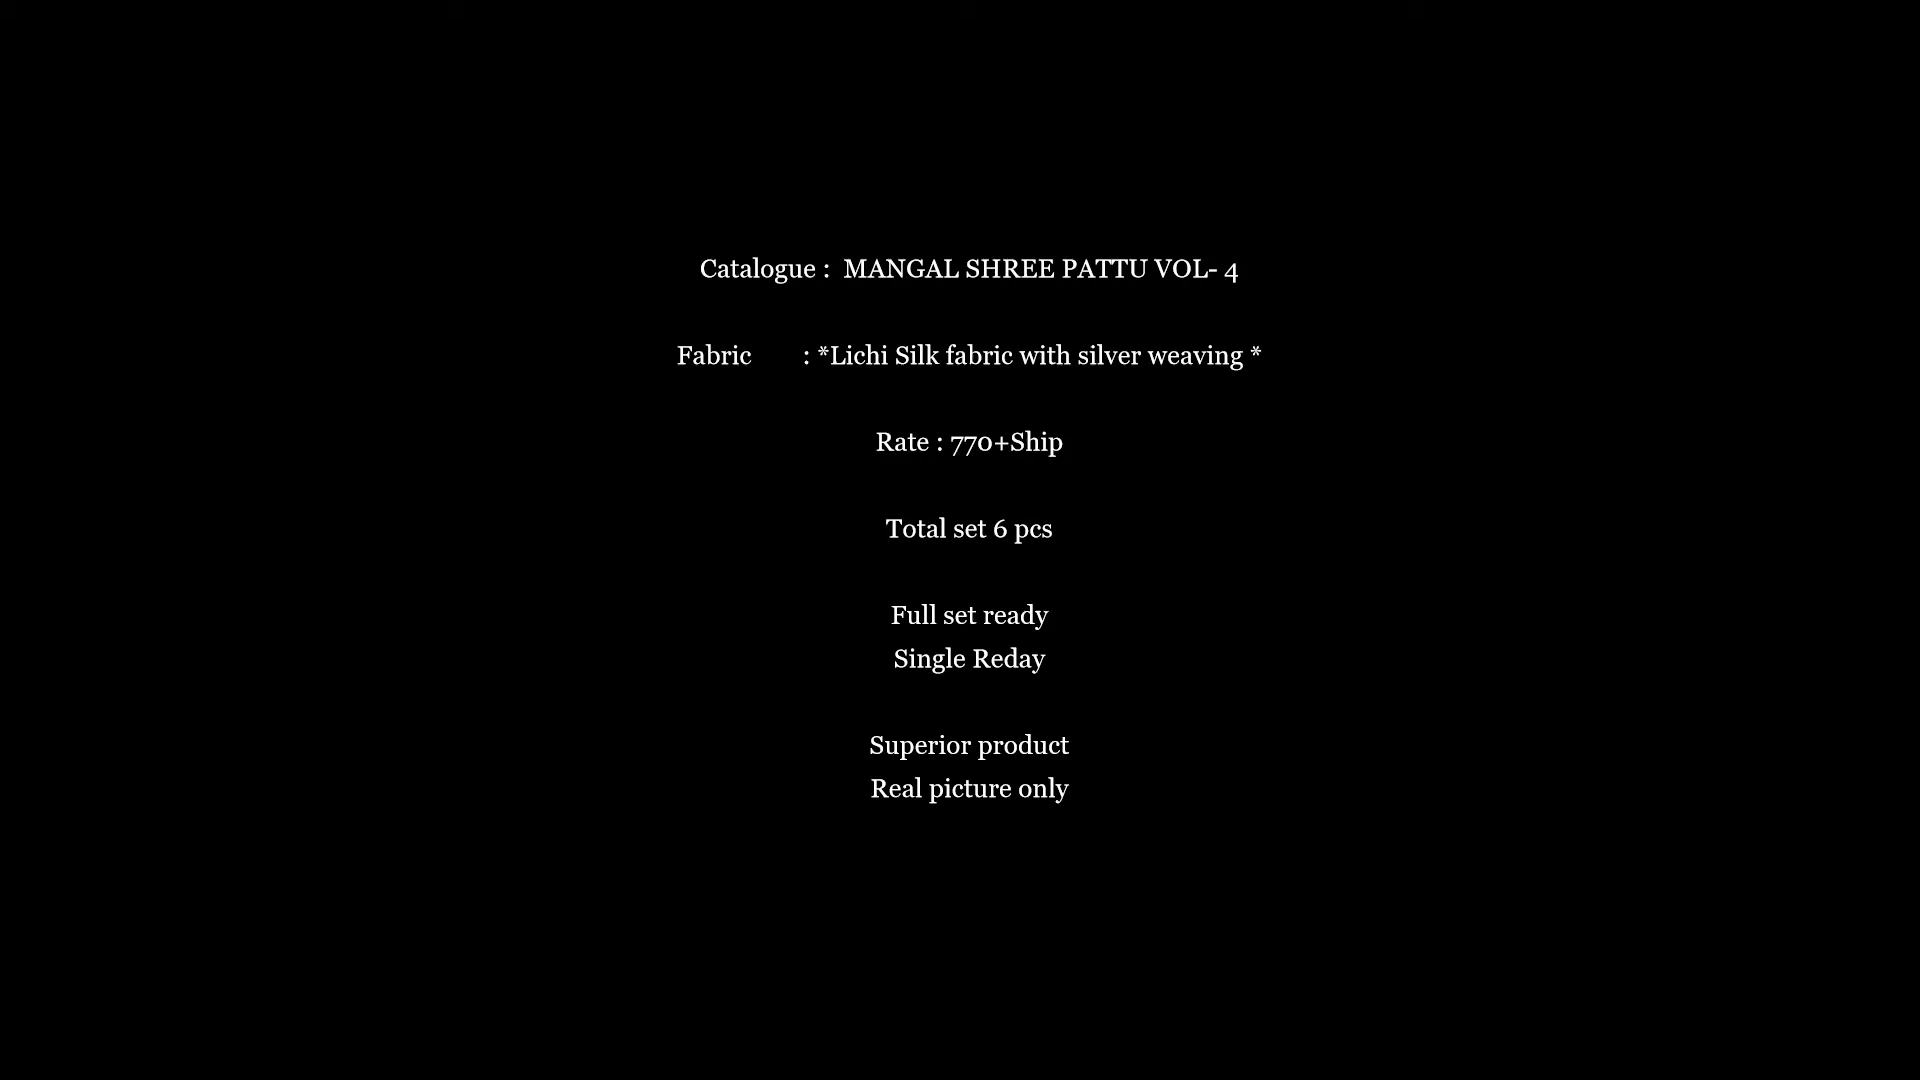 Catalogue :  MANGAL SHREE PATTU VOL- 4
Fabric        : *Lichi Silk fabric with silver weaving *
Rate : 770+Ship
Total set 6 pcs
Full set ready
Single Reday
Superior product
Real picture only